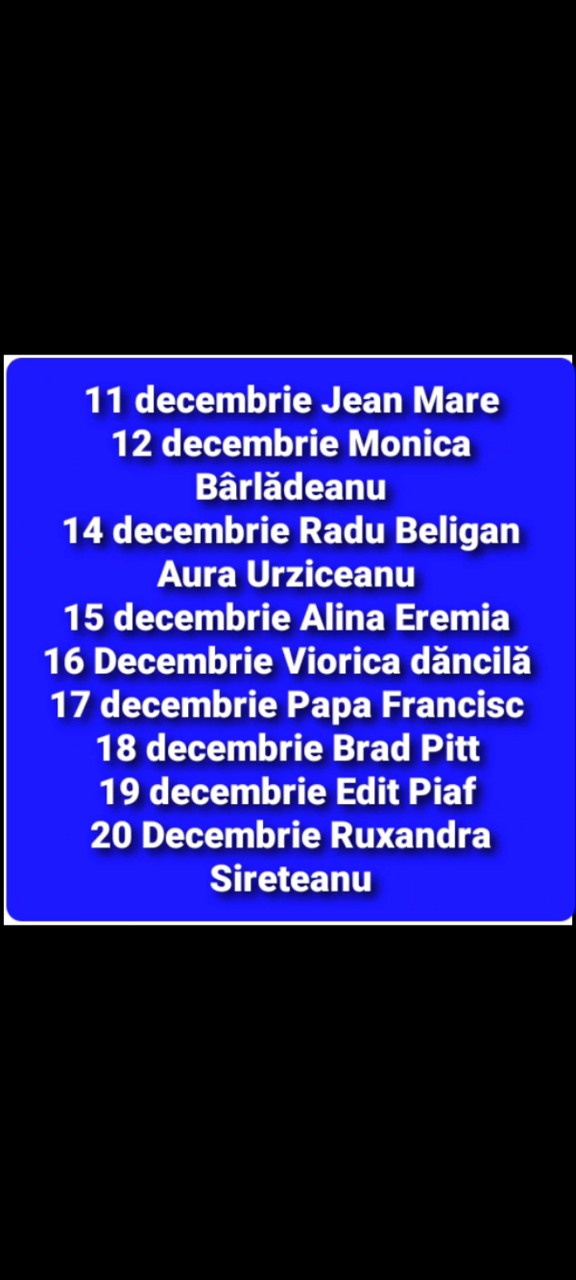 11 decembrie Jean Mare
12 decembrie Monica
Bârlădeanu
14 decembrie Radu Beligan
Aura Urziceanu
15 decembrie Alina Eremia
16 Decembrie Viorica dăncilă
17 decembrie Papa Francisc
18 decembrie Brad Pitt
19 decembrie Edit Piaf
20 Decembrie Ruxandra
Sireteanu